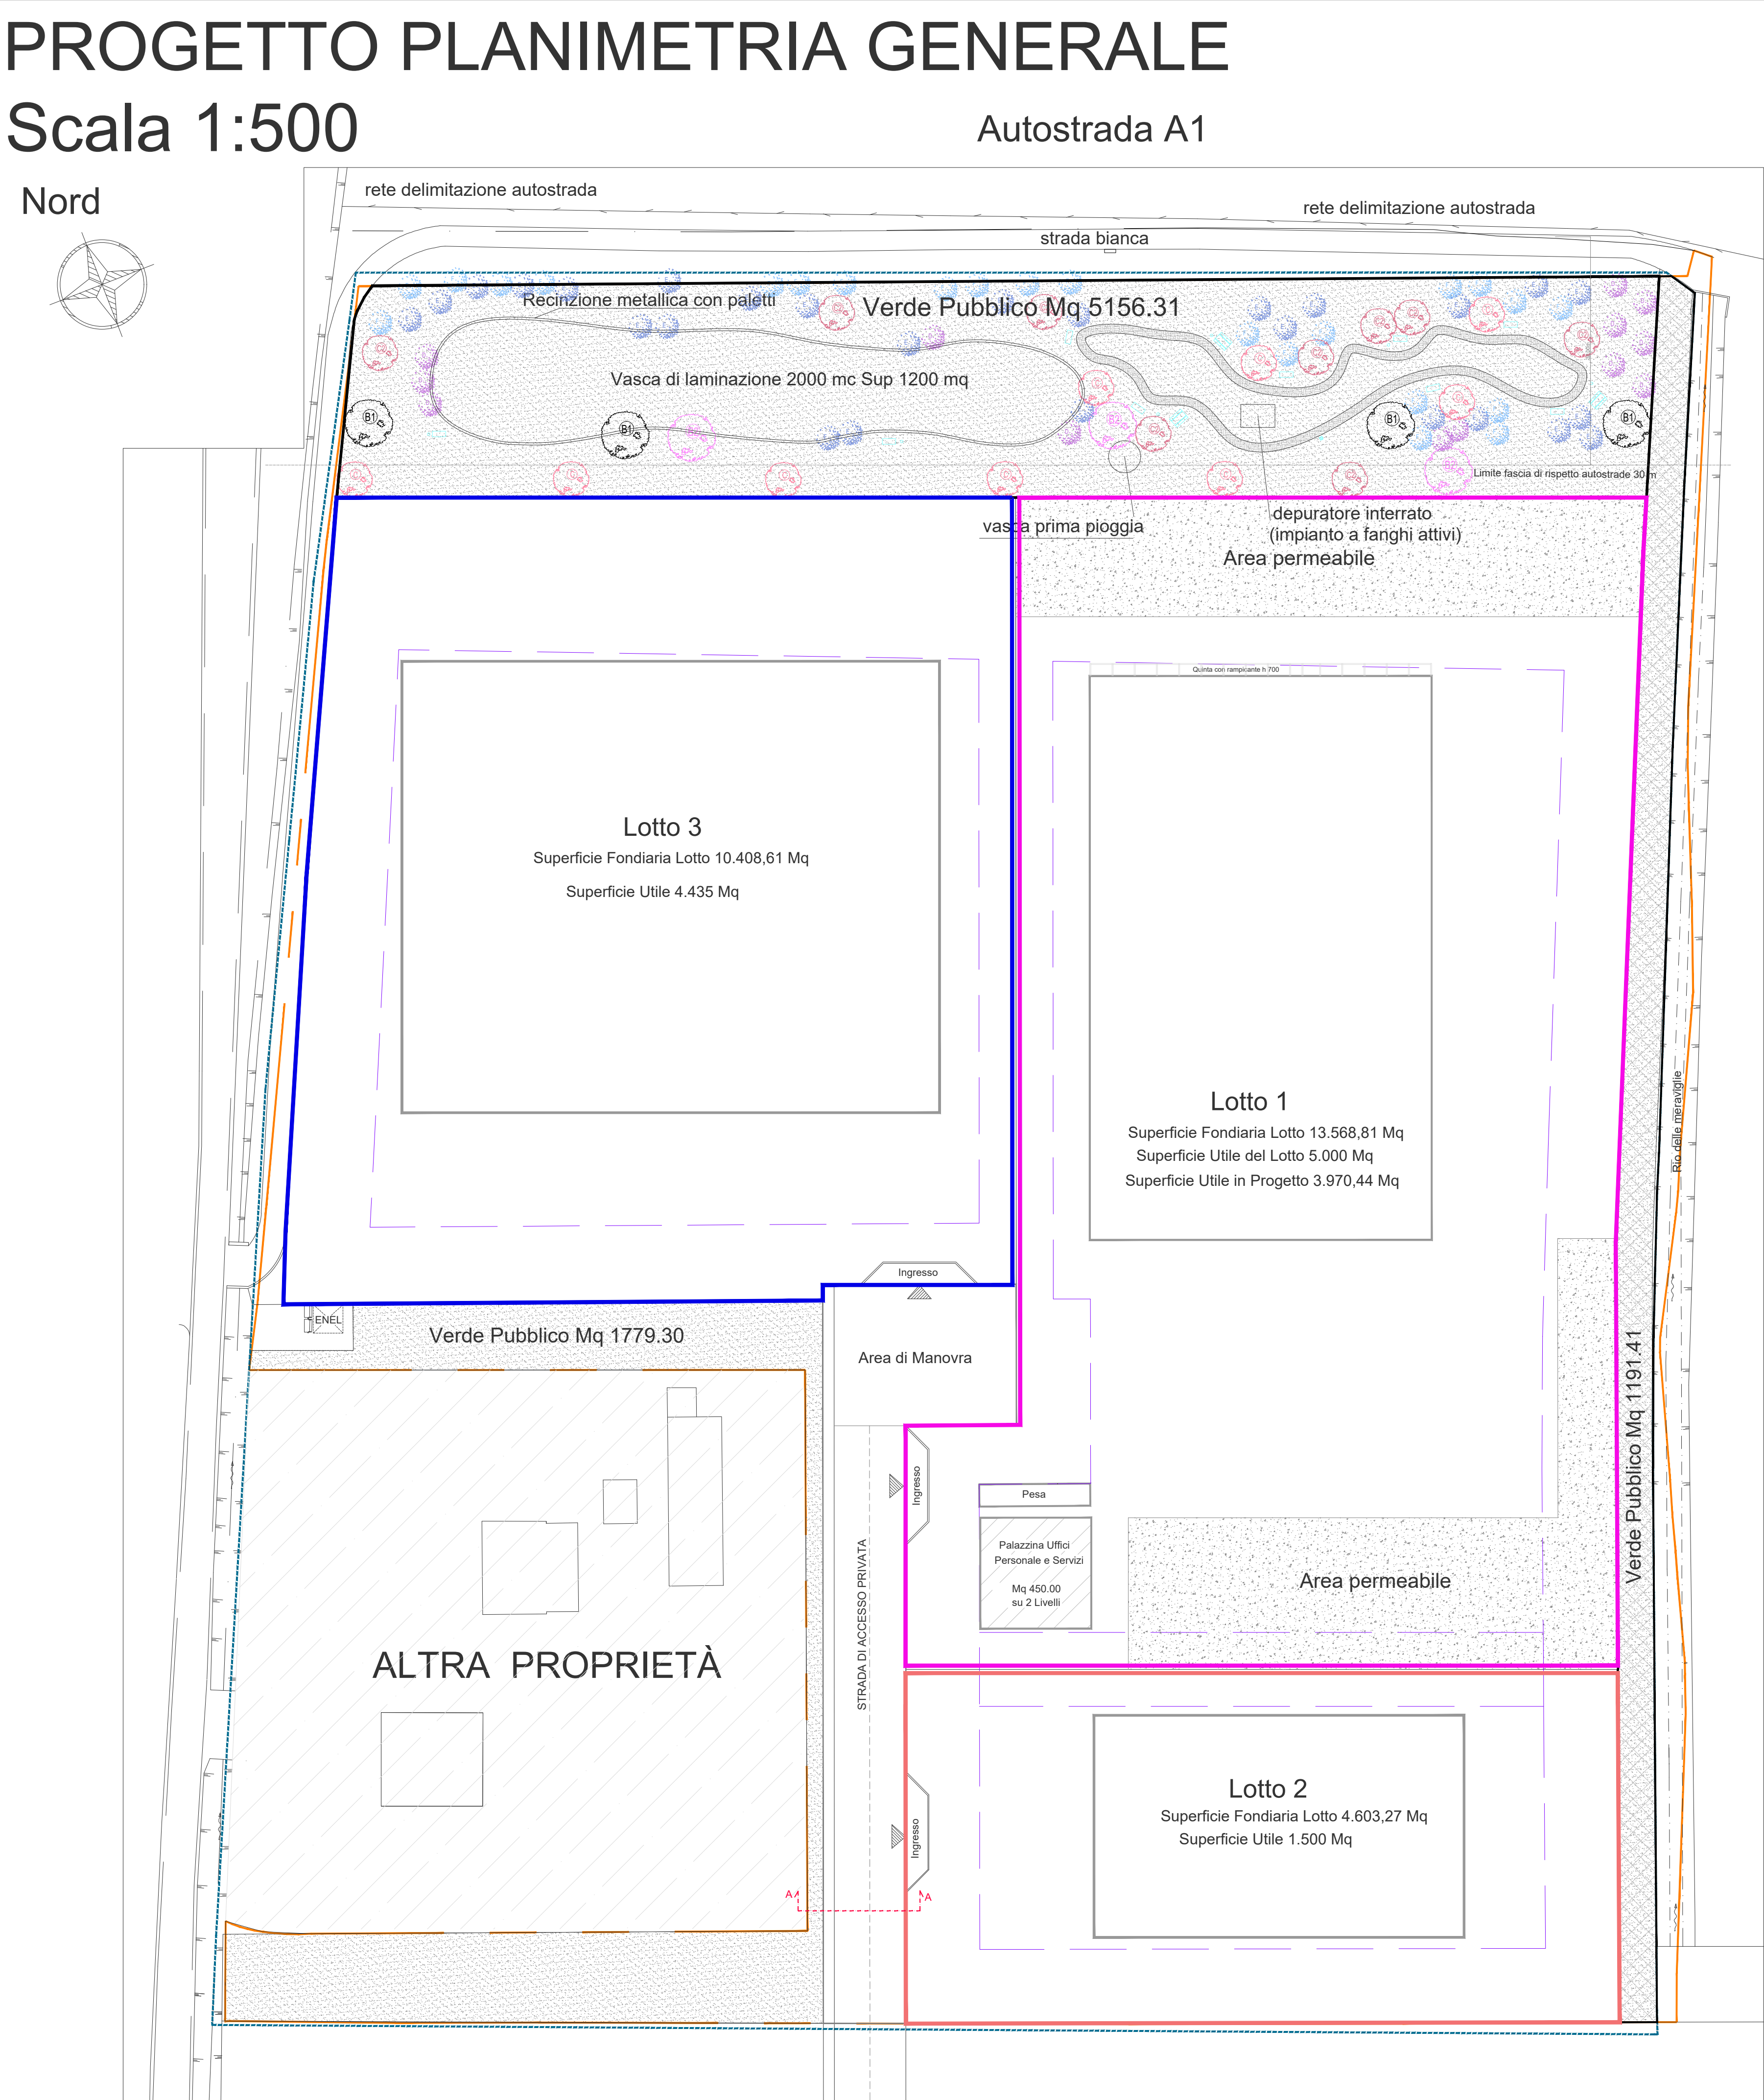 PROGETTO PLANIMETRIA GENERALE
Scala 1:500
Autostrada A1
Nord
rete delimitazione autostrada
rete delimitazione autostrada
strada bianca
Recinzione metallica con paletti
Verde Pubblico Mq 5156.31
Vasca di laminazione 2000 mc Sup 1200 mq
B1
B1
B2
B2
B1
B1
B2
Limite fascia di rispetto autostrade 30 m
vasca prima pioggia
depuratore interrato
(impianto a fanghi attivi)
Area permeabile
Quinta con rampicante h 700
Lotto 3
Superficie Fondiaria Lotto 10.408,61 Mq
Superficie Utile 4.435 Mq
Lotto 1
Superficie Fondiaria Lotto 13.568,81 Mq
Superficie Utile del Lotto 5.000 Mq
Superficie Utile in Progetto 3.970,44 Mq
Rio delle meraviglie
Ingresso
ENEL
Verde Pubblico Mq 1779.30
Area di Manovra
Verde Pubblico Mq 1191.41
Ingresso
Pesa
Palazzina Uffici
Personale e Servizi
Mq 450.00
su 2 Livelli
Area permeabile
STRADA DI ACCESSO PRIVATA
ALTRA PROPRIETÀ
Lotto 2
Superficie Fondiaria Lotto 4.603,27 Mq
Superficie Utile 1.500 Mq
Ingresso
A
A